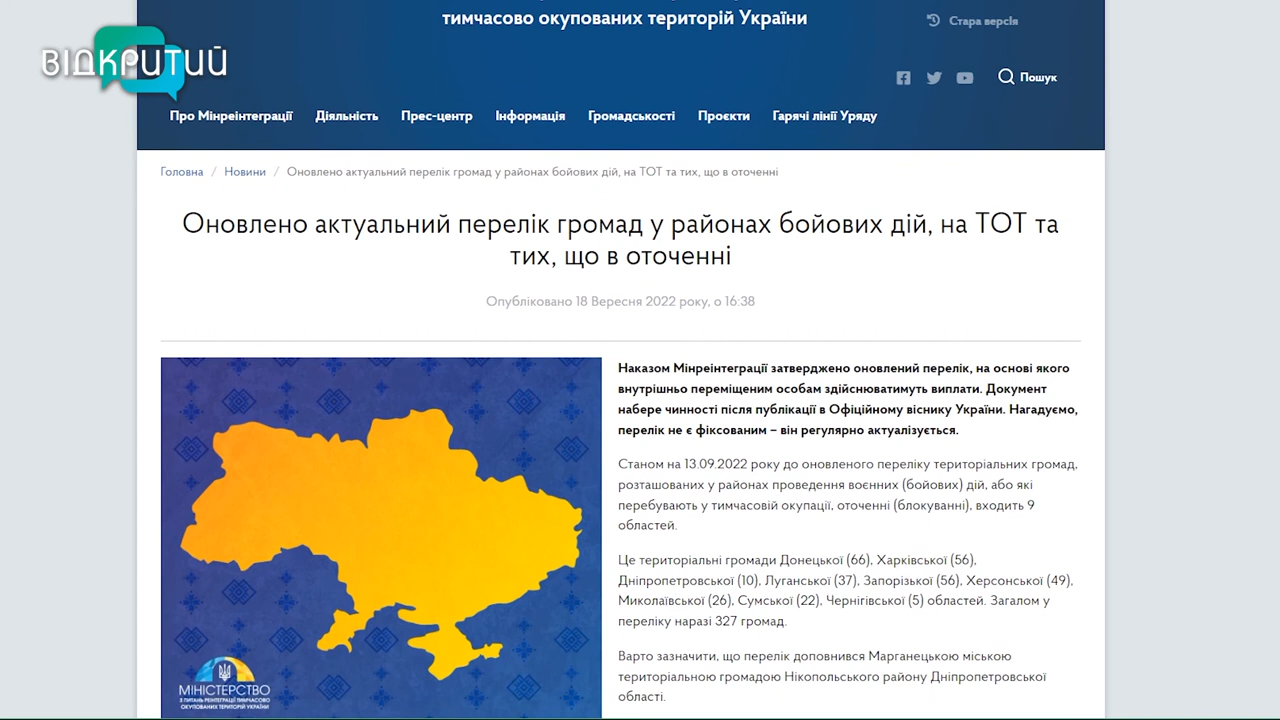 тимчасово окупованих територій України
Стара версія
ВІДКРИТИЙ
Пошук
Про Мінреінтеграції Діяльність Прес-центр Інформація Громадськості Проєкти Гарячі лінії Уряду
Головна / Новини / Оновлено актуальний перелік громад у районах бойових дій, на ТОТ та тих, що в оточенні
Оновлено актуальний перелік громад у районах бойових дій, на ТОТ та
тих, що в оточенні
Опубліковано 18 Вересня 2022 року, о 16:38
Наказом Мінреінтеграції затверджено оновлений перелік, на основі якого
внутрішньо переміщеним особам здійснюватимуть виплати. Документ
набере чинності після публікації в Офіційному віснику України. Нагадуємо,
перелік не є фіксованим – він регулярно актуалізується.
Станом на 13.09.2022 року до оновленого переліку територіальних громад,
розташованих у районах проведення воєнних (бойових) дій, або які
перебувають у тимчасовій окупації, оточенні (блокуванні), входить 9
областей.
Це територіальні громади Донецької (66), Харківської (56),
Дніпропетровської (10), Луганської (37), Запорізької (56), Херсонської (49),
Миколаївської (26), Сумської (22), Чернігівської (5) областей. Загалом у
переліку наразі 327 громад.
Варто зазначити, що перелік доповнився Марганецькою міською
територіальною громадою Нікопольського району Дніпропетровської
області.
МІНІСТЕРСТВО
З ПИТАНЬ РЕІНТЕГРАЦІЇ ТИМЧАСОВО
ОКУПОВАНИХ ТЕРИТОРІЙ УКРАЇНИ